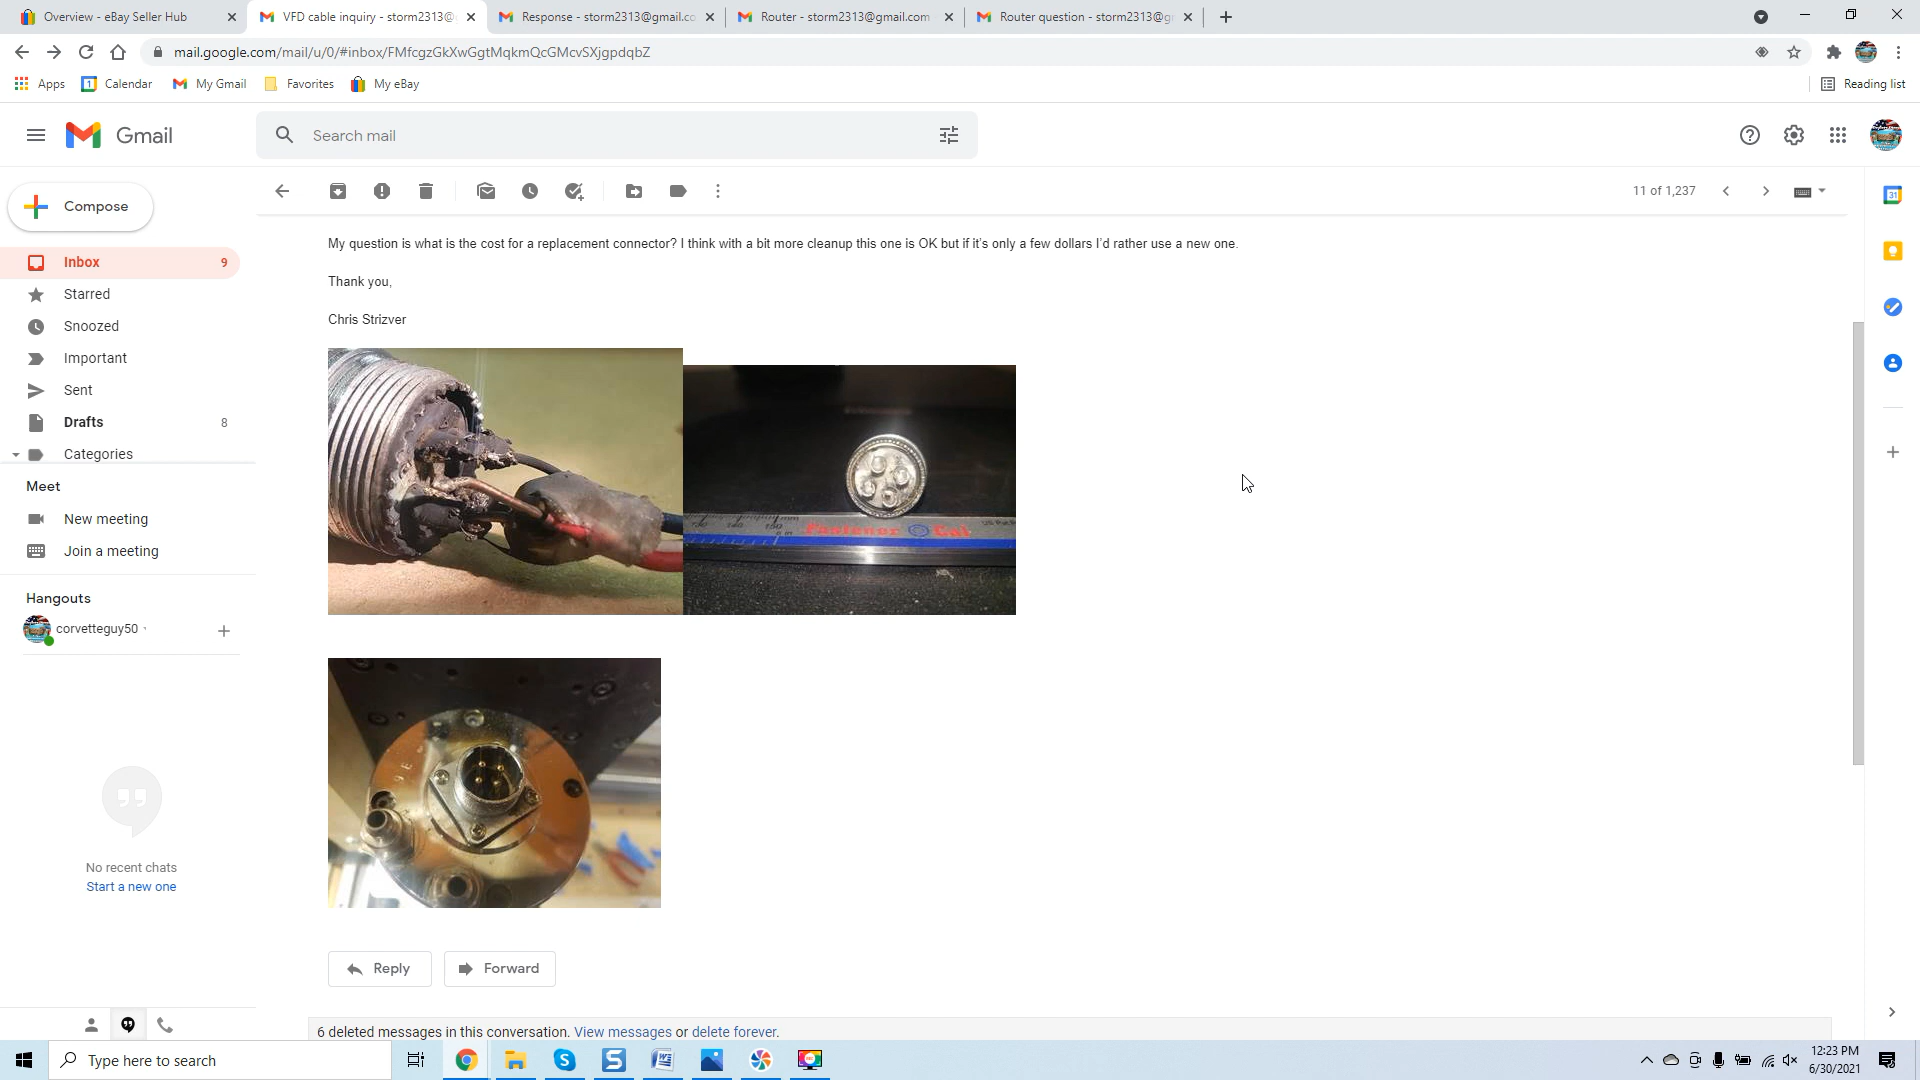 Overview - eBay Seller Hub
VFD cable inquiry - storm2313@
Response - storm2313@gmail.co
Router - storm2313@gmail.com
Router question - storm2313@g
mail.google.com/mail/u/0/#inbox/FMfcgzGkXwGgtMqkmQcGMcvSXjgpdqbZ
Apps
Calendar
My Gmail
Favorites
My eBay
Reading list
Gmail
Search mail
Compose
11 of 1,237
Inbox 9
Starred
Snoozed
Important
Sent
Drafts 8
Categories
Meet
New meeting
Join a meeting
Hangouts
corvetteguy50
No recent chats
Start a new one
My question is what is the cost for a replacement connector? I think with a bit more cleanup this one is OK but if it's only a few dollars I'd rather use a new one.
Thank you,
Chris Strizver
Fastener
Reply
Forward
6 deleted messages in this conversation. View messages or delete forever.
31
Type here to search
12:23 PM
6/30/2021